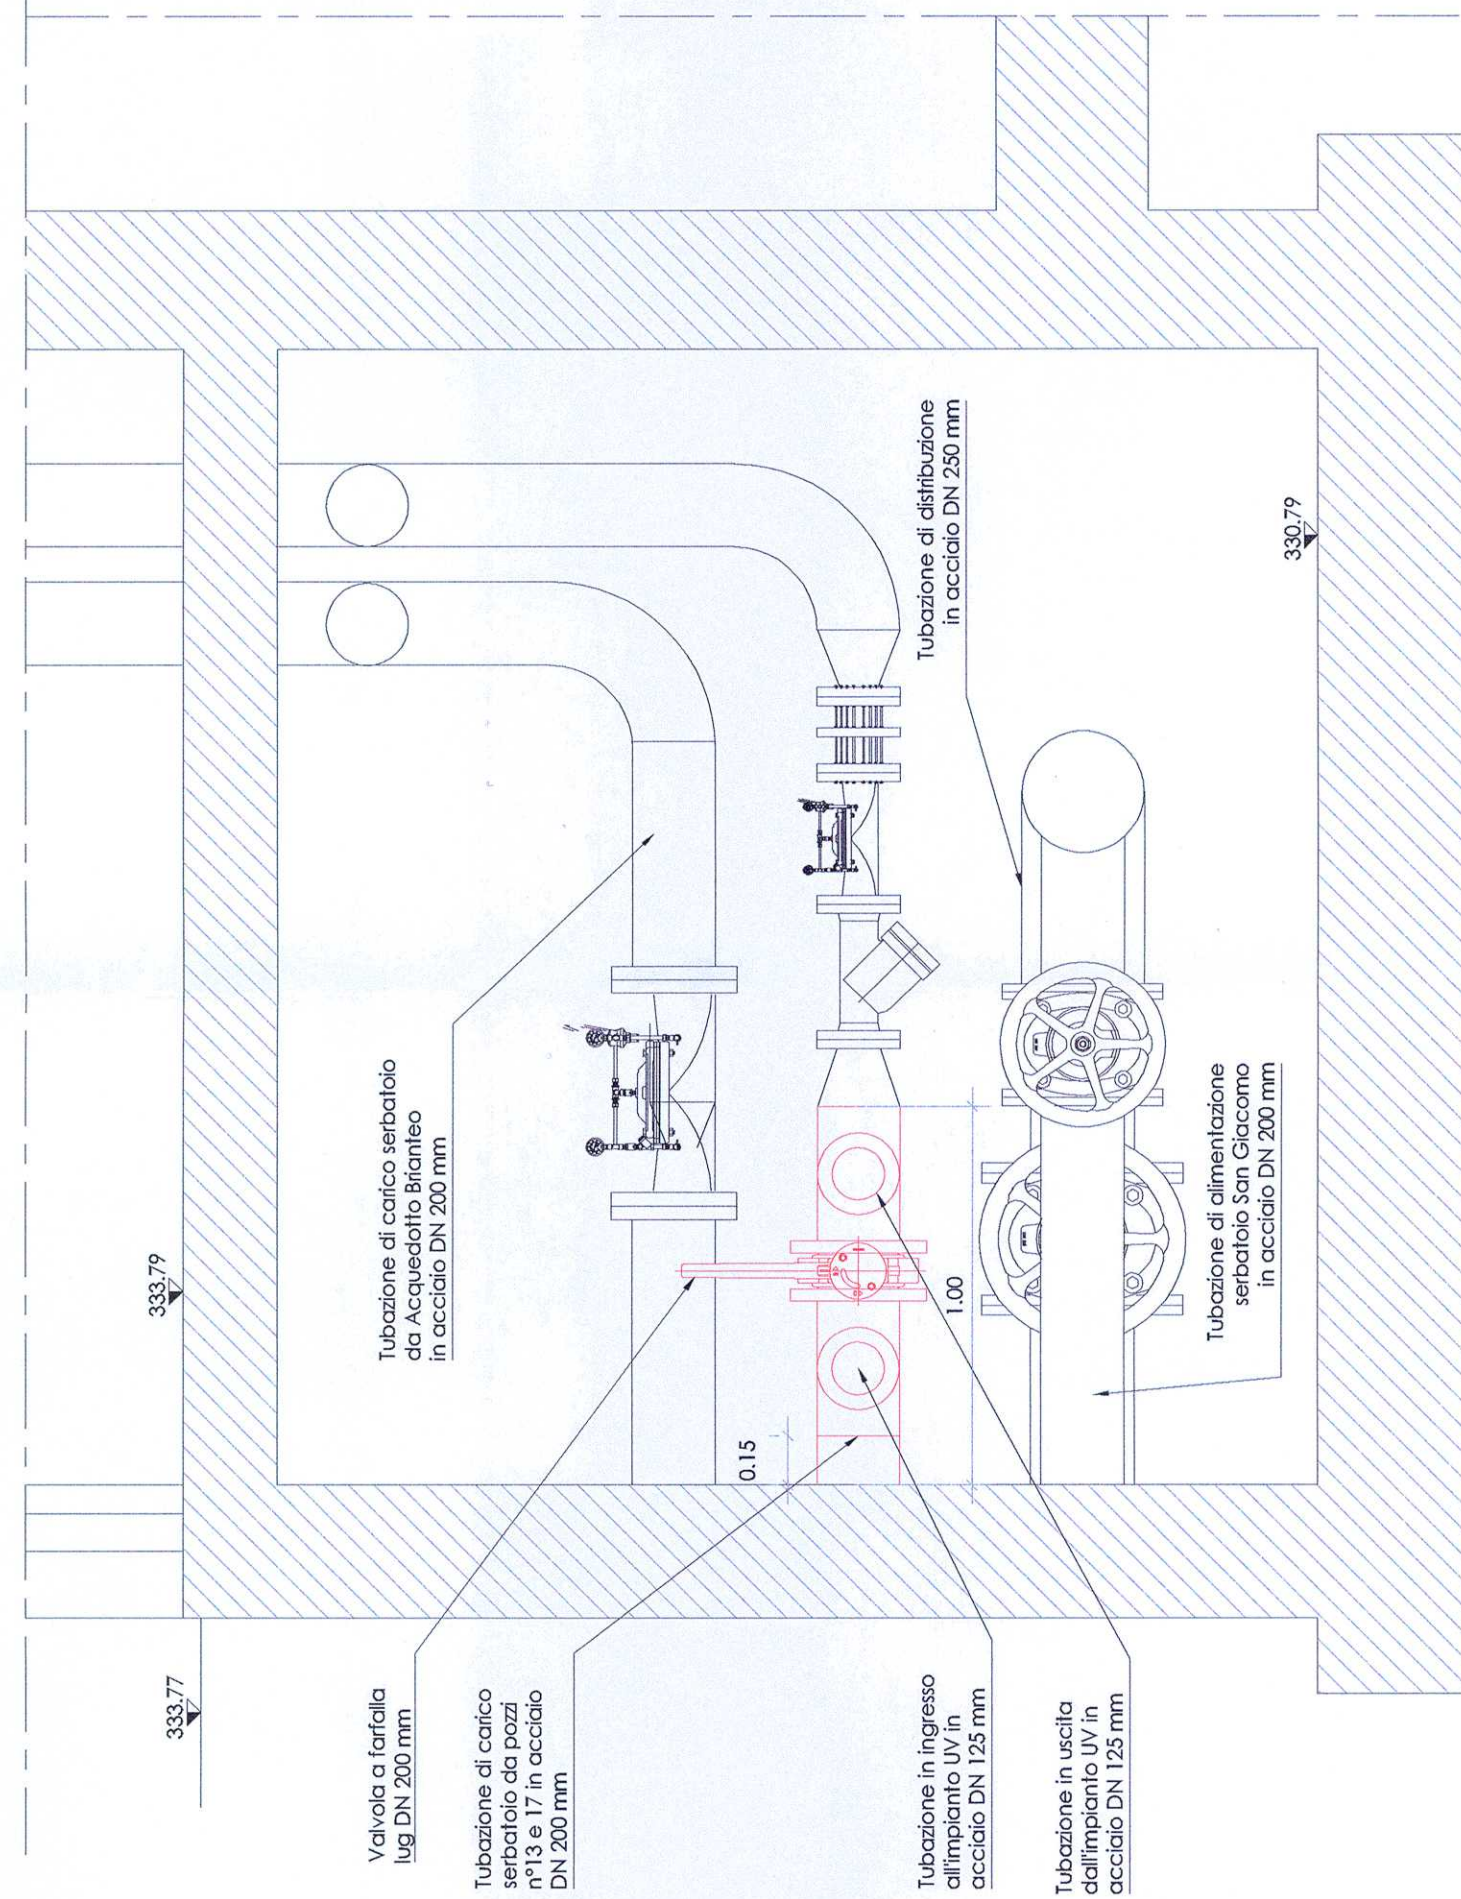 333.77
333.79
Valvola a farfalla
lug DN 200 mm
Tubazione di carico
serbatoio da pozzi
n°13 e 17 in acciaio
DN 200 mm
Tubazione di carico serbatoio
da Acquedotto Brianteo
in acciaio DN 200 mm
0.15
1.00
Tubazione in ingresso
all'impianto UV in
acciaio DN 125 mm
Tubazione in uscita
dall'impianto UV in
acciaio DN 125 mm
Tubazione di distribuzione
in acciaio DN 250 mm
Tubazione di alimentazione
serbatoio San Giacomo
in acciaio DN 200 mm
330.79